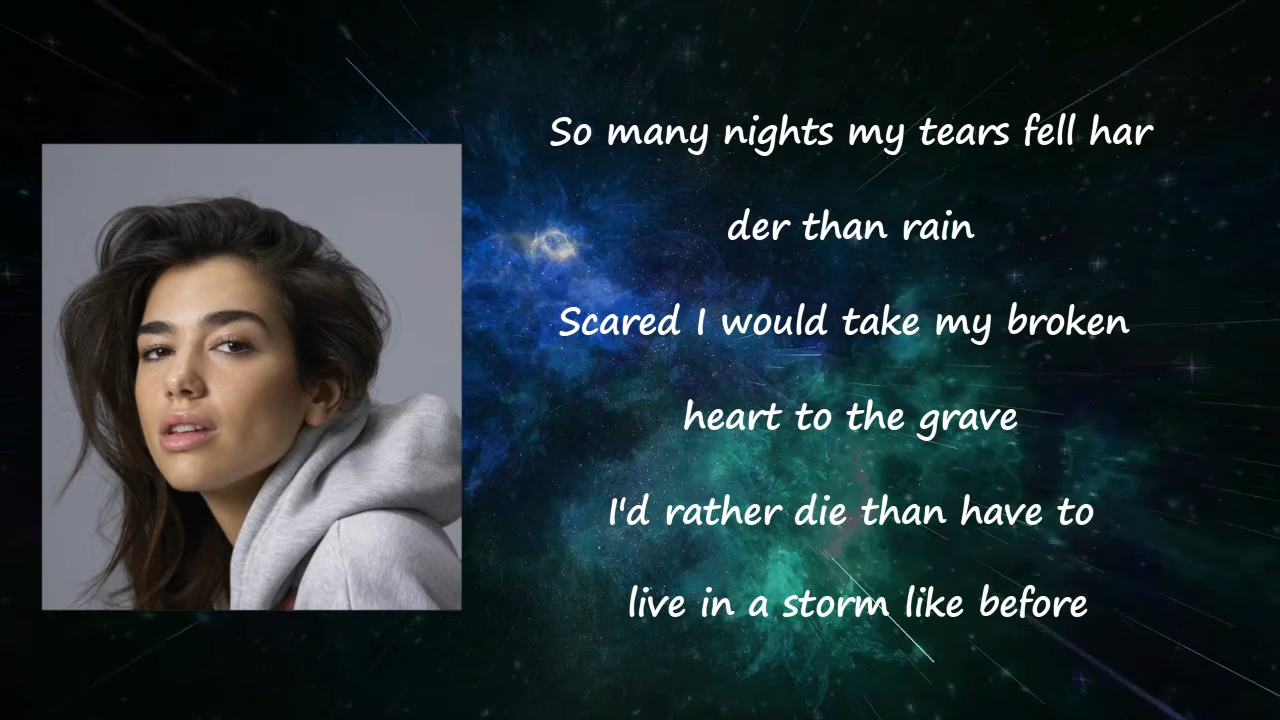 So many nights my tears fell har
der than rain
Scared I would take my broken
heart to the grave
I'd rather die than have to
live in a storm like before